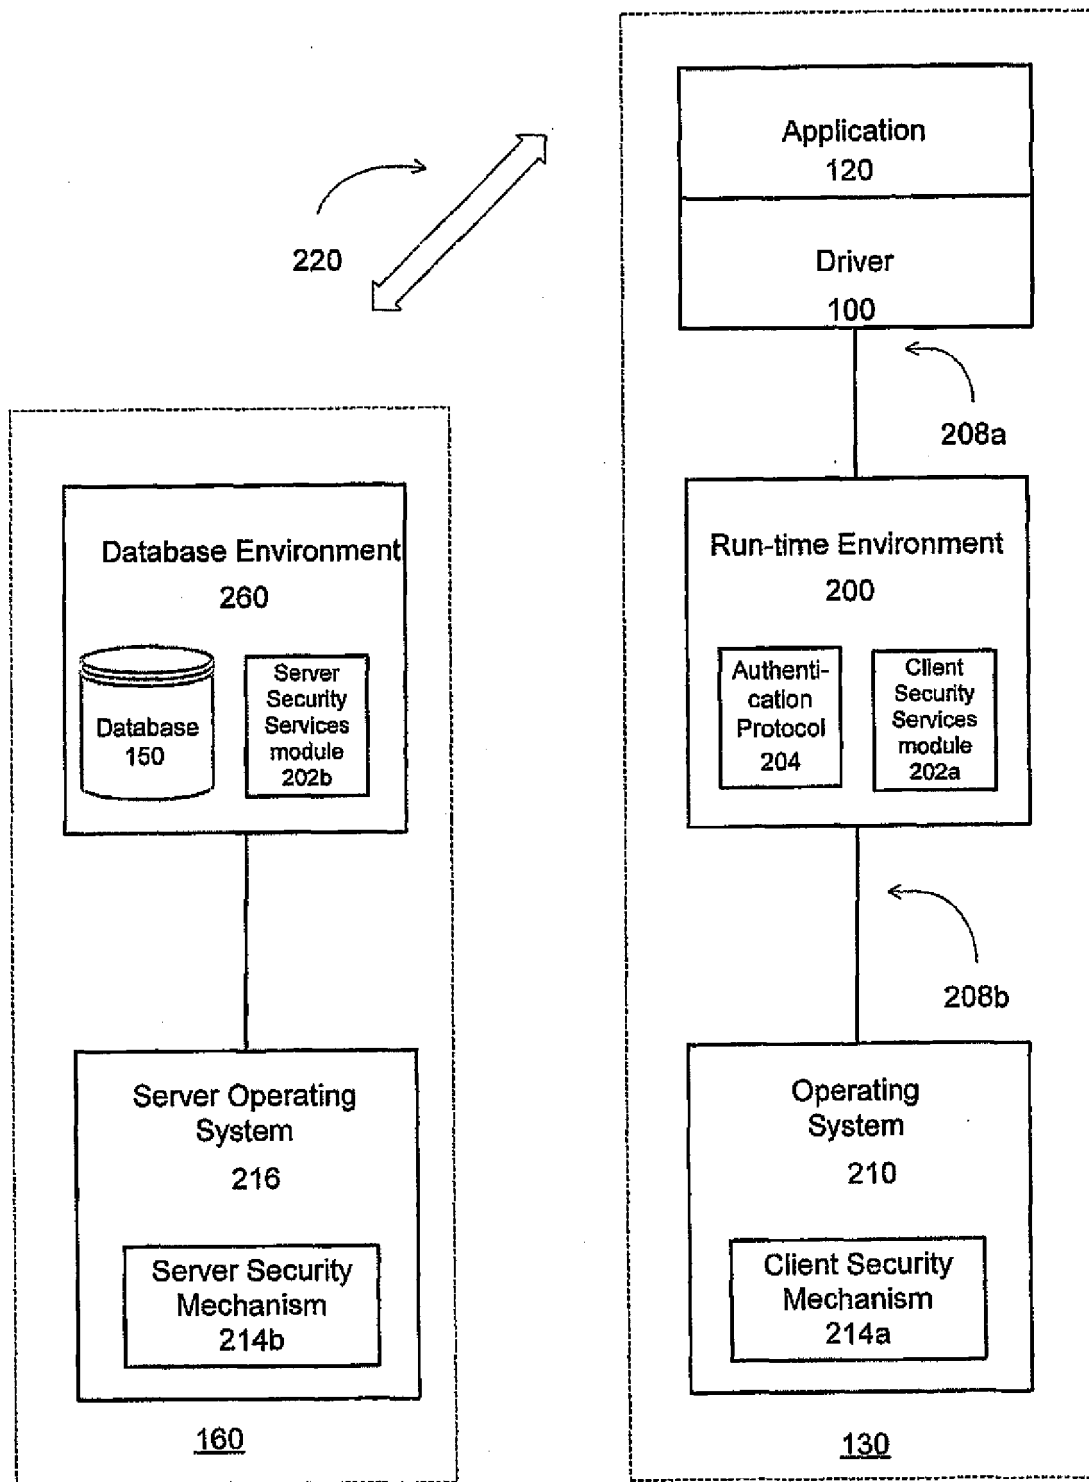 220
Application
120
Driver
100
208a
Database Environment
260
Database
150
Server
Security
Services
module
202b
Run-time Environment
200
Authenti-
cation
Protocol
204
Client
Security
Services
module
202a
208b
Server Operating
System
216
Server Security
Mechanism
214b
160
Operating
System
210
Client Security
Mechanism
214a
130